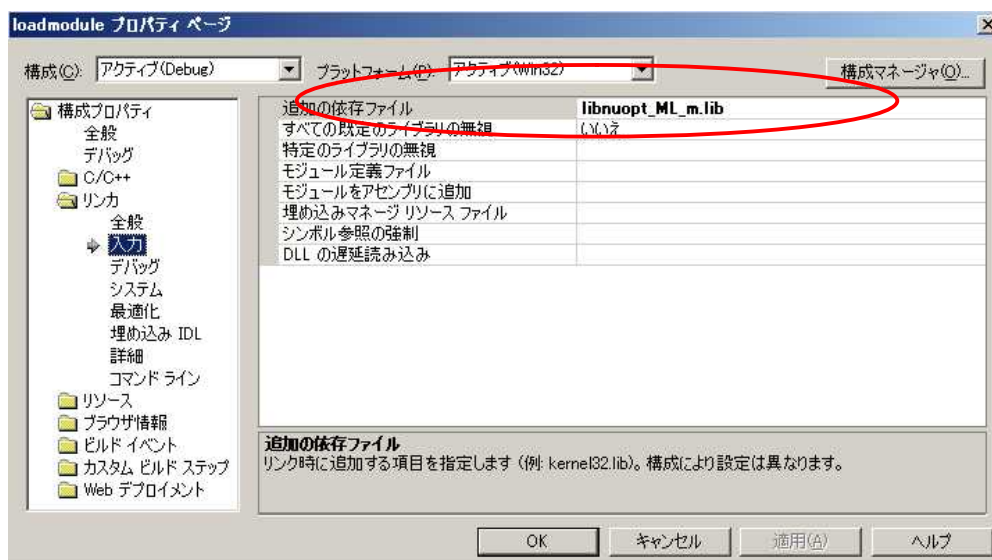 loadmodule プロパティ ページ
構成(C): アクティブ(Debug) プラットフォーム(P): アクティブ(Win32) 構成マネージャ(O)...
構成プロパティ
全般
デバッグ
C/C++
リンカ
全般
入力
デバッグ
システム
最適化
埋め込み IDL
詳細
コマンド ライン
リソース
ブラウザ情報
ビルド イベント
カスタム ビルド ステップ
Web デプロイメント
追加の依存ファイル libnuopt_ML_m.lib
すべての既定のライブラリの無視 いいえ
特定のライブラリの無視
モジュール定義ファイル
モジュールをアセンブリに追加
埋め込みマネージ リソース ファイル
シンボル参照の強制
DLL の遅延読み込み
追加の依存ファイル
リンク時に追加する項目を指定します (例: kernel32.lib)。構成により設定は異なります。
OK キャンセル 適用(A) ヘルプ